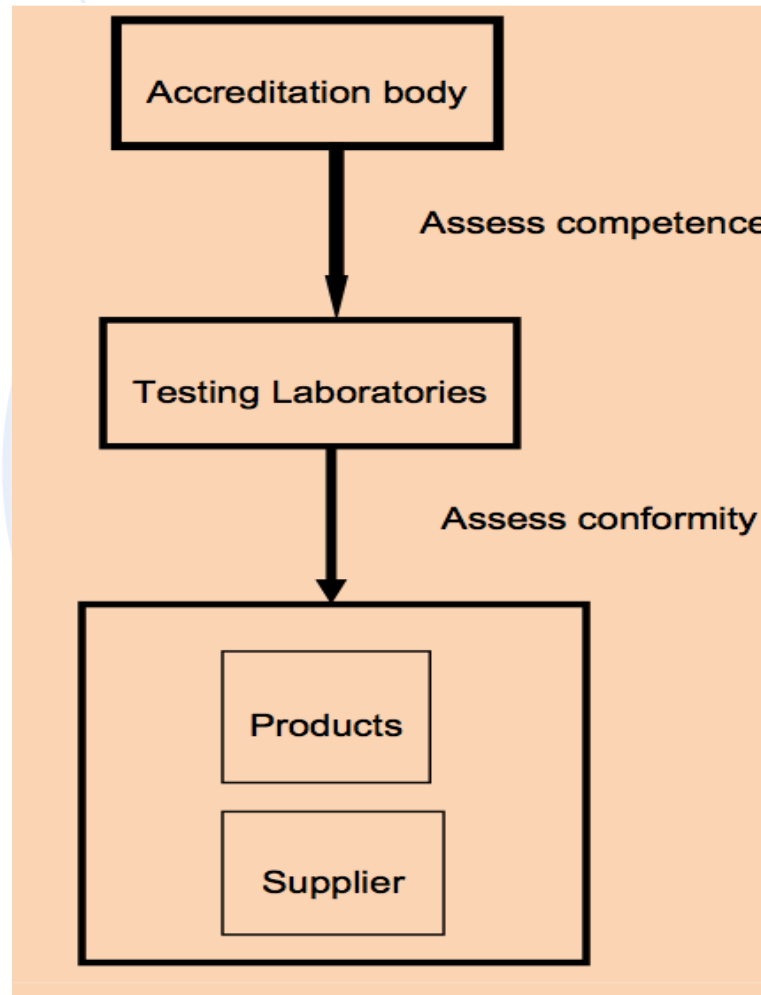 Accreditation body
Assess competence
Testing Laboratories
Assess conformity
Products
Supplier